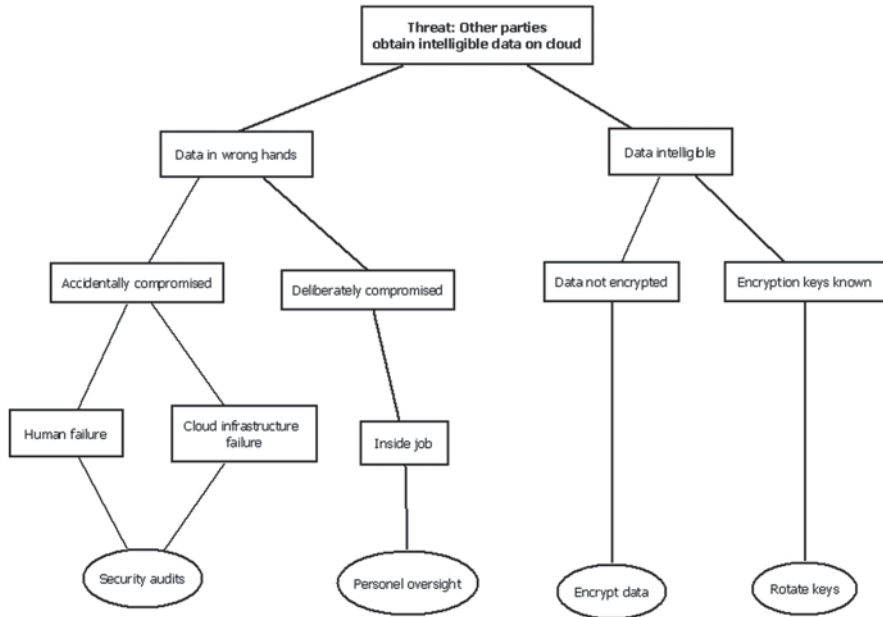 Threat: Other parties
obtain intelligible data on cloud
Data in wrong hands
Data intelligible
Accidentally compromised
Deliberately compromised
Data not encrypted
Encryption keys known
Human failure
Cloud infrastructure
failure
Inside job
Security audits
Personel oversight
Encrypt data
Rotate keys